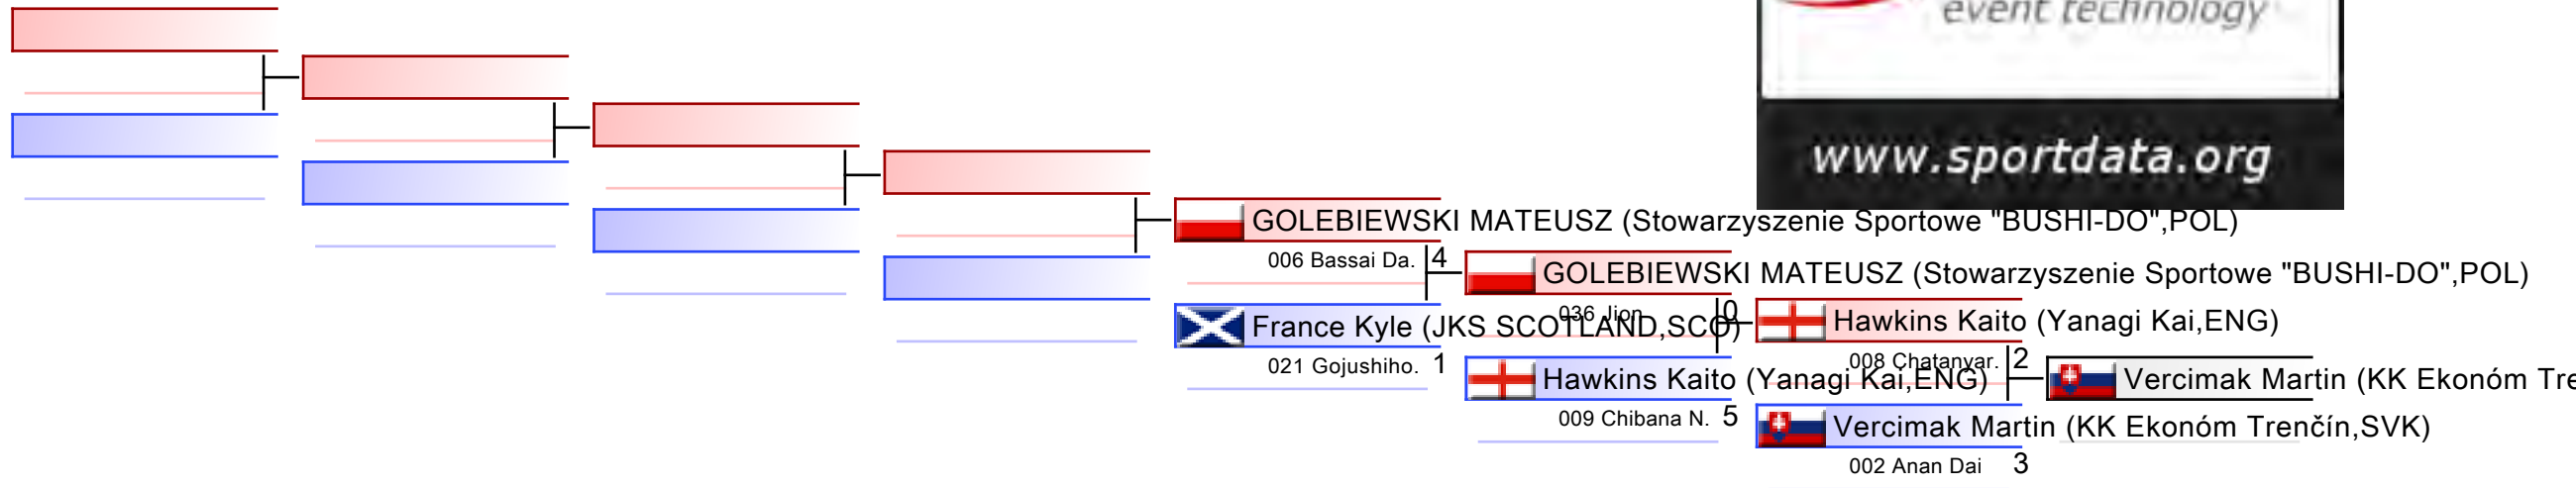 event technology
www.sportdata.org
GOLEBIEWSKI MATEUSZ (Stowarzyszenie Sportowe "BUSHI-DO",POL)
006 Bassai Da. 4
GOLEBIEWSKI MATEUSZ (Stowarzyszenie Sportowe "BUSHI-DO",POL)
036 Jion 0
France Kyle (JKS SCOTLAND,SCO)
Hawkins Kaito (Yanagi Kai,ENG)
021 Gojushiho. 1
008 Chatanyar. 2
Hawkins Kaito (Yanagi Kai,ENG)
Vercimak Martin (KK Ekonóm Tre
009 Chibana N. 5
Vercimak Martin (KK Ekonóm Trenčín,SVK)
002 Anan Dai 3